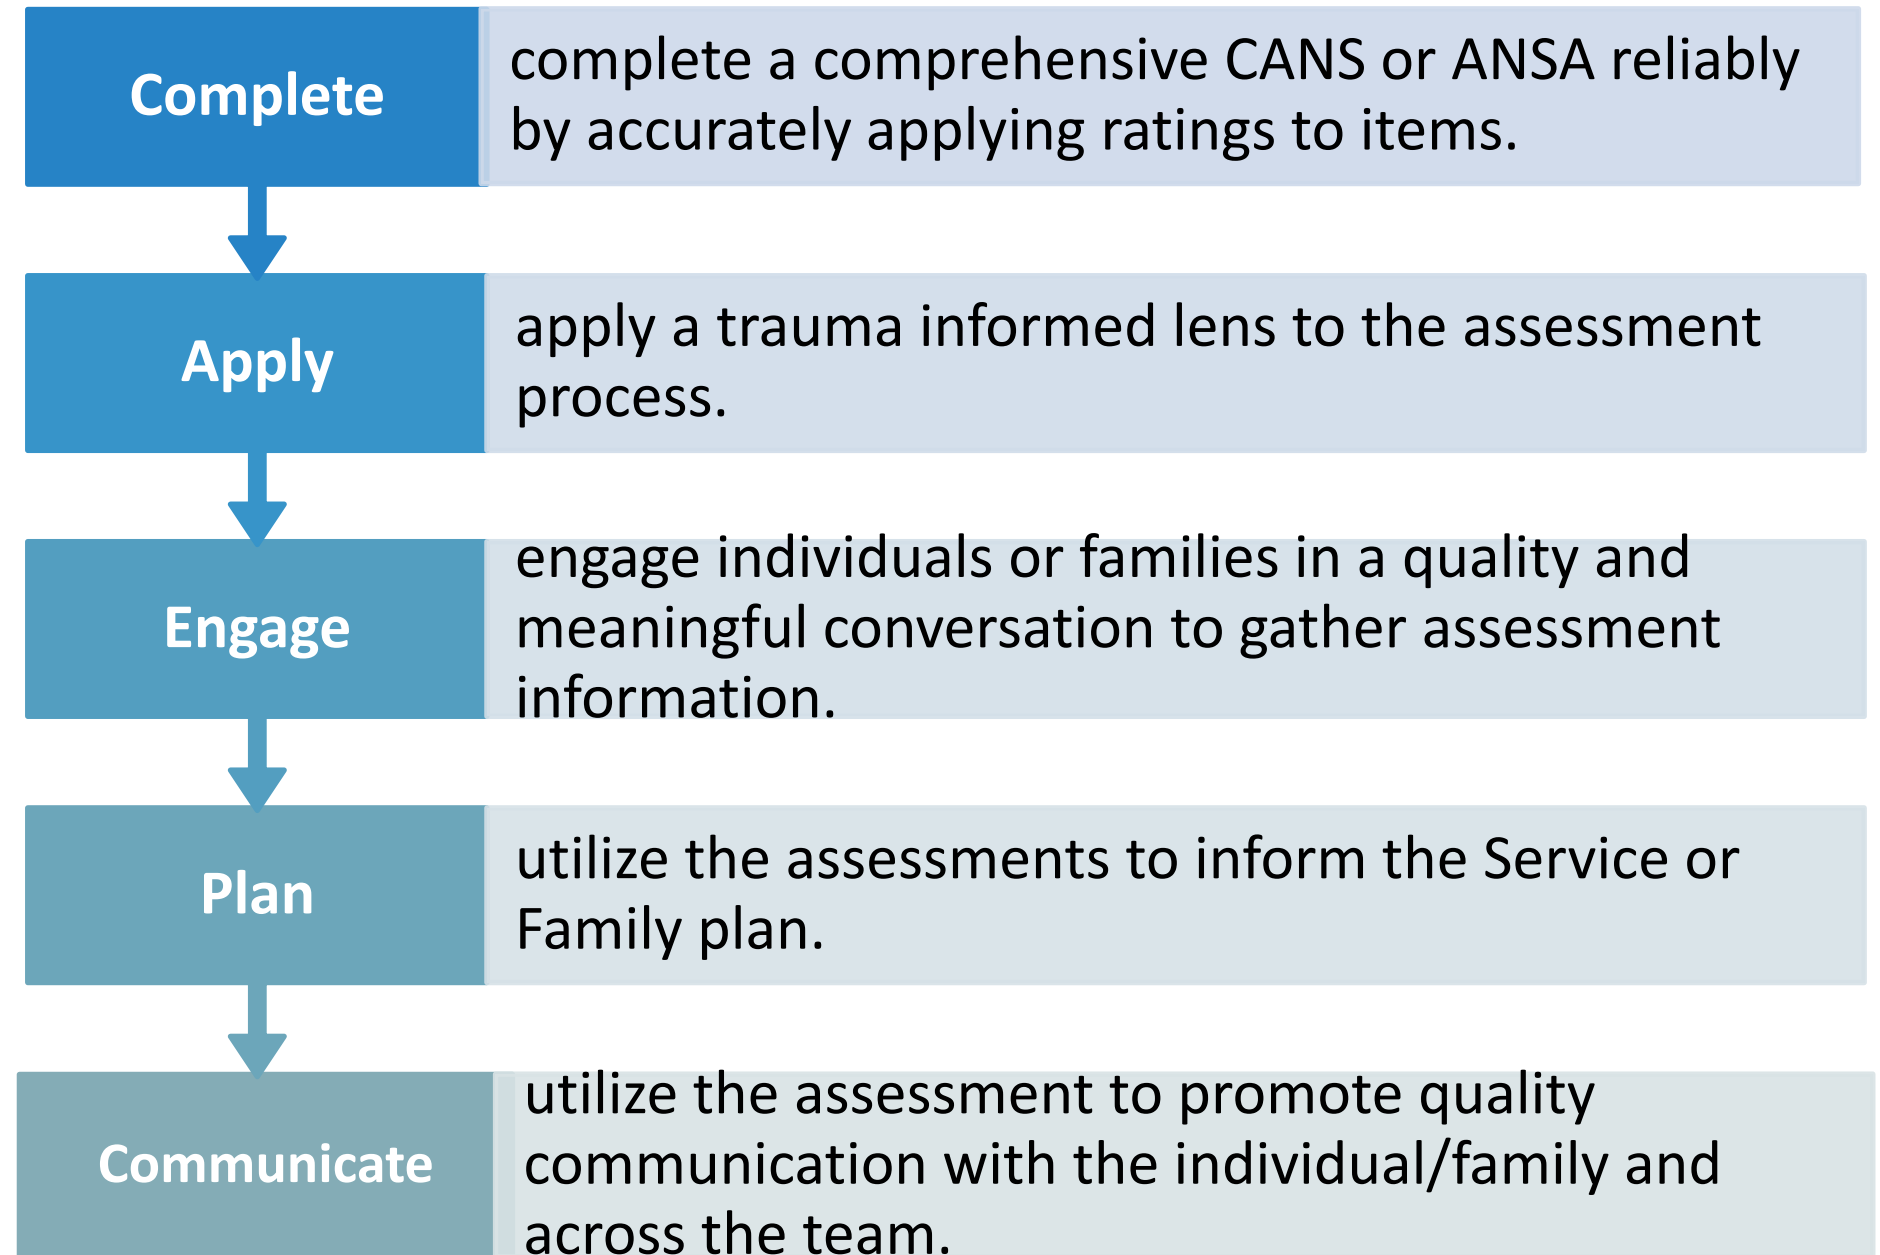 Complete
complete a comprehensive CANS or ANSA reliably
by accurately applying ratings to items.
Apply
apply a trauma informed lens to the assessment
process.
Engage
engage individuals or families in a quality and
meaningful conversation to gather assessment
information.
Plan
utilize the assessments to inform the Service or
Family plan.
Communicate
utilize the assessment to promote quality
communication with the individual/family and
across the team.